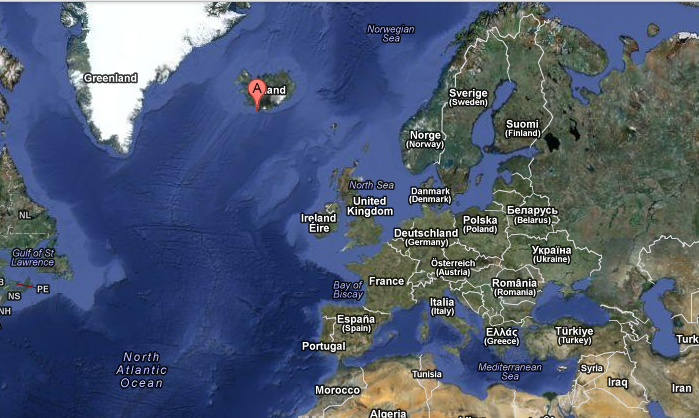 Norwegian
Sea
Greenland
A
land
Sverige
(Sweden)
Suomi
(Finland)
Norge
(Norway)
North Sea
Danmark
(Denmark)
United
Kingdom
Ireland
Éire
NL
Беларусь
(Belarus)
Polska
(Poland)
Deutschland
(Germany)
Gulf of St
Lawrence
Україна
(Ukraine)
Österreich
(Austria)
B
PE
NS
NH
France
Bay of
Biscay
România
(Romania)
Italia
(Italy)
España
(Spain)
Portugal
Ελλάς
(Greece)
Türkiye
(Turkey)
Turk
North
Atlantic
Ocean
Mediterranean
Sea
Tunisia
Syria
Iraq
Iran
Morocco
Algeria